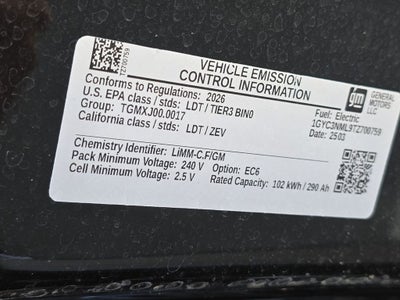 TZ700759
VEHICLE EMISSION
CONTROL INFORMATION
gm
GENERAL
MOTORS
LLC
Conforms to Regulations: 2026
U.S. EPA class / stds: LDT / TIER3 BIN0
Group: TGMXJ00.0017
California class / stds: LDT / ZEV
Fuel: Electric
1GYC3NML9TZ700759
Date: 2503
Chemistry Identifier: LiMM-C.F/GM
Pack Minimum Voltage: 240 V Option: EC6
Cell Minimum Voltage: 2.5 V Rated Capacity: 102 kWh / 290 Ah